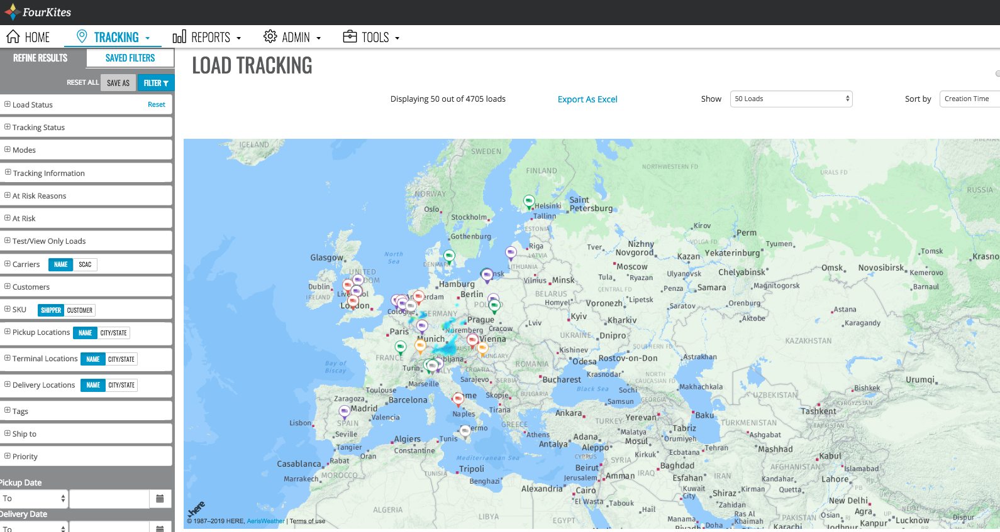 FourKites
HOME
TRACKING
REPORTS
ADMIN
TOOLS
REFINE RESULTS
SAVED FILTERS
RESET ALL
SAVE AS
FILTER
Load Status
Reset
Tracking Status
Modes
Tracking Information
At Risk Reasons
At Risk
Test/View Only Loads
Carriers NAME SCAC
Customers
SKU SHIPPER CUSTOMER
Pickup Locations NAME CITY/STATE
Terminal Locations NAME CITY/STATE
Delivery Locations NAME CITY/STATE
Tags
Ship to
Priority
Pickup Date
To
Delivery Date
To
LOAD TRACKING
Displaying 50 out of 4705 loads
Export As Excel
Show
50 Loads
Sort by
Creation Time
ICELAND
SWEDEN
FINLAND
NORTHWESTERN FD
URALS FD
SIBERIAN
RUSSIA
NORWAY
Oslo
Stockholm
Helsinki
Saint
Petersburg
Tallinn
ESTONIA
Gothenburg
Riga
LATVIA
LITHUANIA
Kirov
Perm
VOLGA FD
Tyumen
Tver
Nizhny
Novgorod
Kazan
Yekaterinburg
Tomsk
Krasno
Glasgow
North
Sea
DENMARK
UNITED
Moscow
Tula
Ryazan
Ulyanovsk
Chelyabinsk
Omsk
Novosibirsk
Kemerovo
Dublin
IRELAND
London
Hamburg
Berlin
Vilnius
Minsk
BELARUS
Homyel
CENTRAL FD
Penza
Samara
Magnitogorsk
Barnaul
Voronezh
Lipetsk
Saratov
Orenburg
Astana
Cologne
GERMANY
Prague
Nuremberg
Cracow
Lviv
Kyiv
Kharkiv
Aktobe
Karagandy
Paris
Munich
Vienna
UKRAINE
Dnipro
KAZAKHSTAN
FRANCE
HUNGARY
Kishinev
SOUTHERN FD
Bay of
Biscay
Turin
CROATIA
ROMANIA
Odesa
Rostov-on-Don
Astrakhan
Marseille
Sarajevo
SERBIA
Bucharest
Krasnodar
NORTH
CAUCASIAN FD
Urumqi
Toulouse
Zaragoza
Barcelona
Skopje
BULGARIA
Black Sea
Sochi
Makhachkala
Bishkek
UZBEKISTAN
Samsun
GEORGIA
KYRGYZSTAN
Madrid
Naples
Tirana
Ankara
Yerevan
Baku
Tashkent
Lisbon
SPAIN
Valencia
GREECE
TURKEY
TURKMENISTAN
TAJIKISTAN
Seville
Algiers
Tunis
Athens
Adana
Malatya
Tabriz
Orumiyeh
Ashgabat
Tangier
Oran
Constantine
Antalya
Aleppo
Mosul
Mashhad
Casablanca
Rabat
Mediterranean Sea
CYPRUS
SYRIA
Kirkuk
Ecbatana
Tehran
Kabul
Marrakech
MOROCCO
TUNISIA
Tripoli
Beirut
IRAQ
Baghdad
AFGHANISTAN
Islamabad
Benghazi
Jerusalem
Amman
Esfahan
IRAN
Kandahar
Lahore
Alexandria
Cairo
Kuwait
City
Shiraz
Kirman
Quetta
El Wasta
Tabouk
Zahidan
New Delhi
ALGERIA
LIBYA
EGYPT
Hail
Ras Al
Khaimah
Manama
Doha
PAKISTAN
Osian
Agra
UP
Lucknow
NEPAL
Dispur
Karachi
Jodhpur
Kanpur
here
© 1987–2019 HERE, AerisWeather | Terms of use